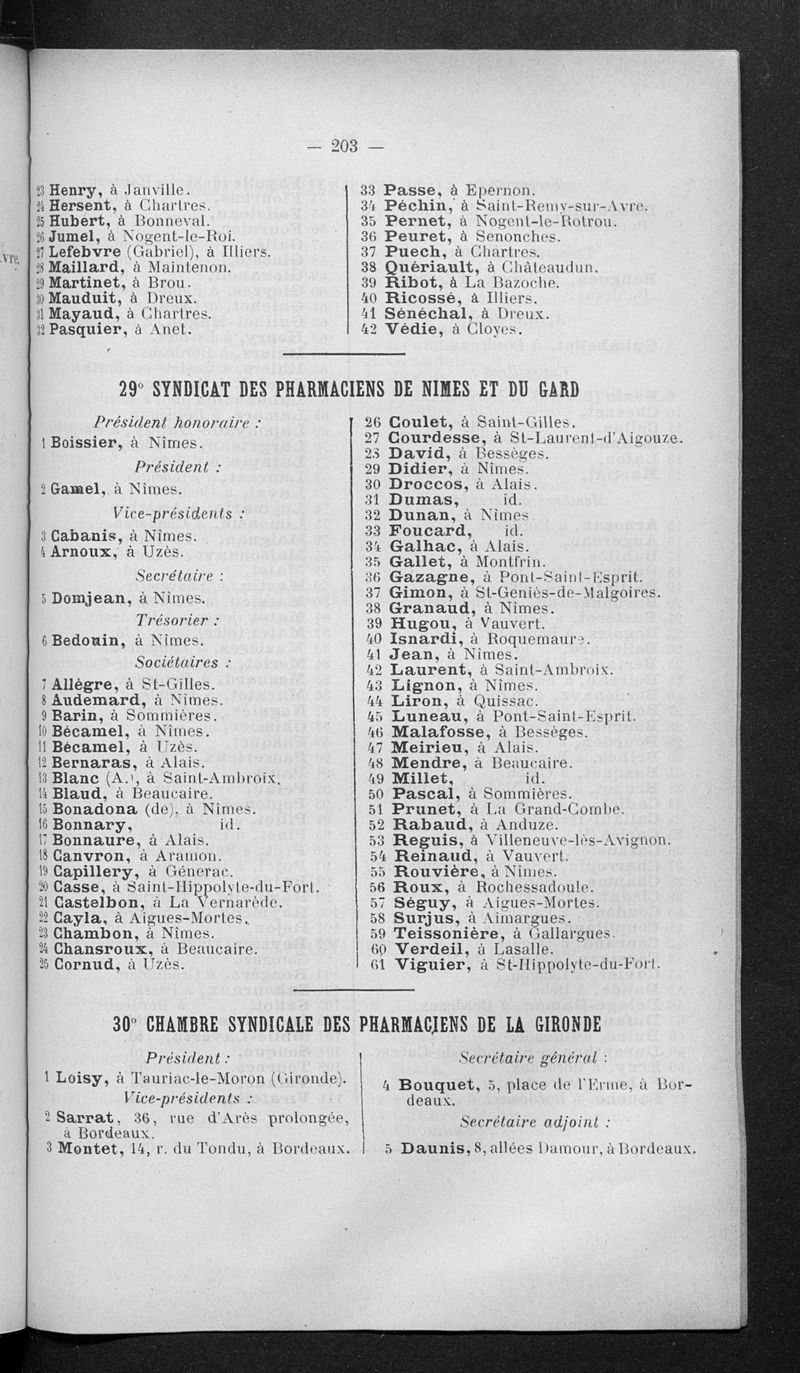 — 203 —
23 Henry, à Janville.
24 Hersent, à Chartres.
25 Hubert, à Bonneval.
26 Jumel, à Nogent-le-Roi.
27 Lefebvre (Gabriel), à Illiers.
28 Maillard, à Maintenon.
29 Martinet, à Brou.
30 Mauduit, à Dreux.
31 Mayaud, à Chartres.
32 Pasquier, à Anet.
33 Passe, à Epernon.
34 Péchin, à Saint-Remy-sur-Avre.
35 Pernet, à Nogent-le-Rotrou.
36 Peuret, à Senonches.
37 Puech, à Chartres.
38 Quériault, à Châteaudun.
39 Ribot, à La Bazoche.
40 Ricossé, à Illiers.
41 Sénéchal, à Dreux.
42 Védie, à Cloyes.
29° SYNDICAT DES PHARMACIENS DE NIMES ET DU GARD
Président honoraire :
1 Boissier, à Nîmes.
Président :
2 Gamel, à Nîmes.
Vice-présidents :
3 Cabanis, à Nîmes.
4 Arnoux, à Uzès.
Secrétaire :
5 Domjean, à Nîmes.
Trésorier :
6 Bedouin, à Nîmes.
Sociétaires :
7 Allègre, à St-Gilles.
8 Audemard, à Nîmes.
9 Barin, à Sommières.
10 Bécamel, à Nîmes.
11 Bécamel, à Uzès.
12 Bernaras, à Alais.
13 Blanc (A.), à Saint-Ambroix.
14 Blaud, à Beaucaire.
15 Bonadona (de), à Nîmes.
16 Bonnary, id.
17 Bonnaure, à Alais.
18 Canvron, à Aramon.
19 Capillery, à Génerac.
20 Casse, à Saint-Hippolyte-du-Fort.
21 Castelbon, à La Vernarède.
22 Cayla, à Aigues-Mortes.
23 Chambon, à Nîmes.
24 Chansroux, à Beaucaire.
25 Cornud, à Uzès.
26 Coulet, à Saint-Gilles.
27 Courdesse, à St-Laurent-d'Aigouze.
28 David, à Bessèges.
29 Didier, à Nîmes.
30 Droccos, à Alais.
31 Dumas, id.
32 Dunan, à Nîmes
33 Foucard, id.
34 Galhac, à Alais.
35 Gallet, à Montfrin.
36 Gazagne, à Pont-Saint-Esprit.
37 Gimon, à St-Geniès-de-Malgoires.
38 Granaud, à Nîmes.
39 Hugou, à Vauvert.
40 Isnardi, à Roquemaure.
41 Jean, à Nîmes.
42 Laurent, à Saint-Ambroix.
43 Lignon, à Nîmes.
44 Liron, à Quissac.
45 Luneau, à Pont-Saint-Esprit.
46 Malafosse, à Bessèges.
47 Meirieu, à Alais.
48 Mendre, à Beaucaire.
49 Millet, id.
50 Pascal, à Sommières.
51 Prunet, à La Grand-Combe.
52 Rabaud, à Anduze.
53 Reguis, à Villeneuve-lès-Avignon.
54 Reinaud, à Vauvert.
55 Rouvière, à Nîmes.
56 Roux, à Rochessadoule.
57 Séguy, à Aigues-Mortes.
58 Surjus, à Aimargues.
59 Teissonière, à Gallargues.
60 Verdeil, à Lasalle.
61 Viguier, à St-Hippolyte-du-Fort.
30° CHAMBRE SYNDICALE DES PHARMACIENS DE LA GIRONDE
Président :
1 Loisy, à Tauriac-le-Moron (Gironde).
Vice-présidents :
2 Sarrat, 36, rue d'Arès prolongée,
à Bordeaux.
3 Montet, 14, r. du Tondu, à Bordeaux.
Secrétaire général :
4 Bouquet, 5, place de l'Erme, à Bor-
deaux.
Secrétaire adjoint :
5 Daunis, 8, allées Damour, à Bordeaux.